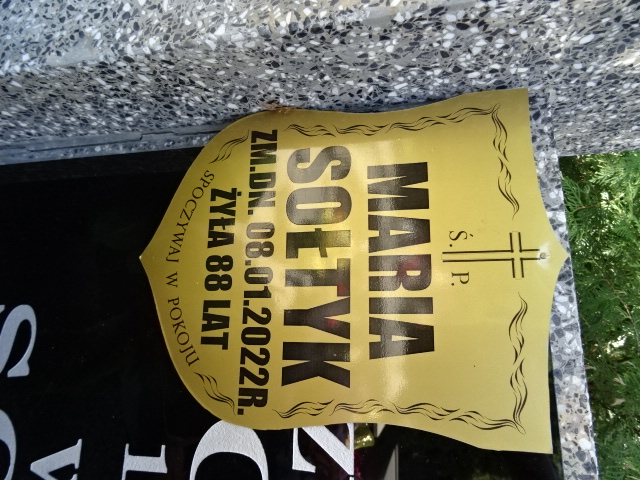 Ś. P.
MARIA
SOŁTYK
ZM.DN. 08.01.2022R.
ŻYŁA 88 LAT
SPOCZYWAJ W POKOJU